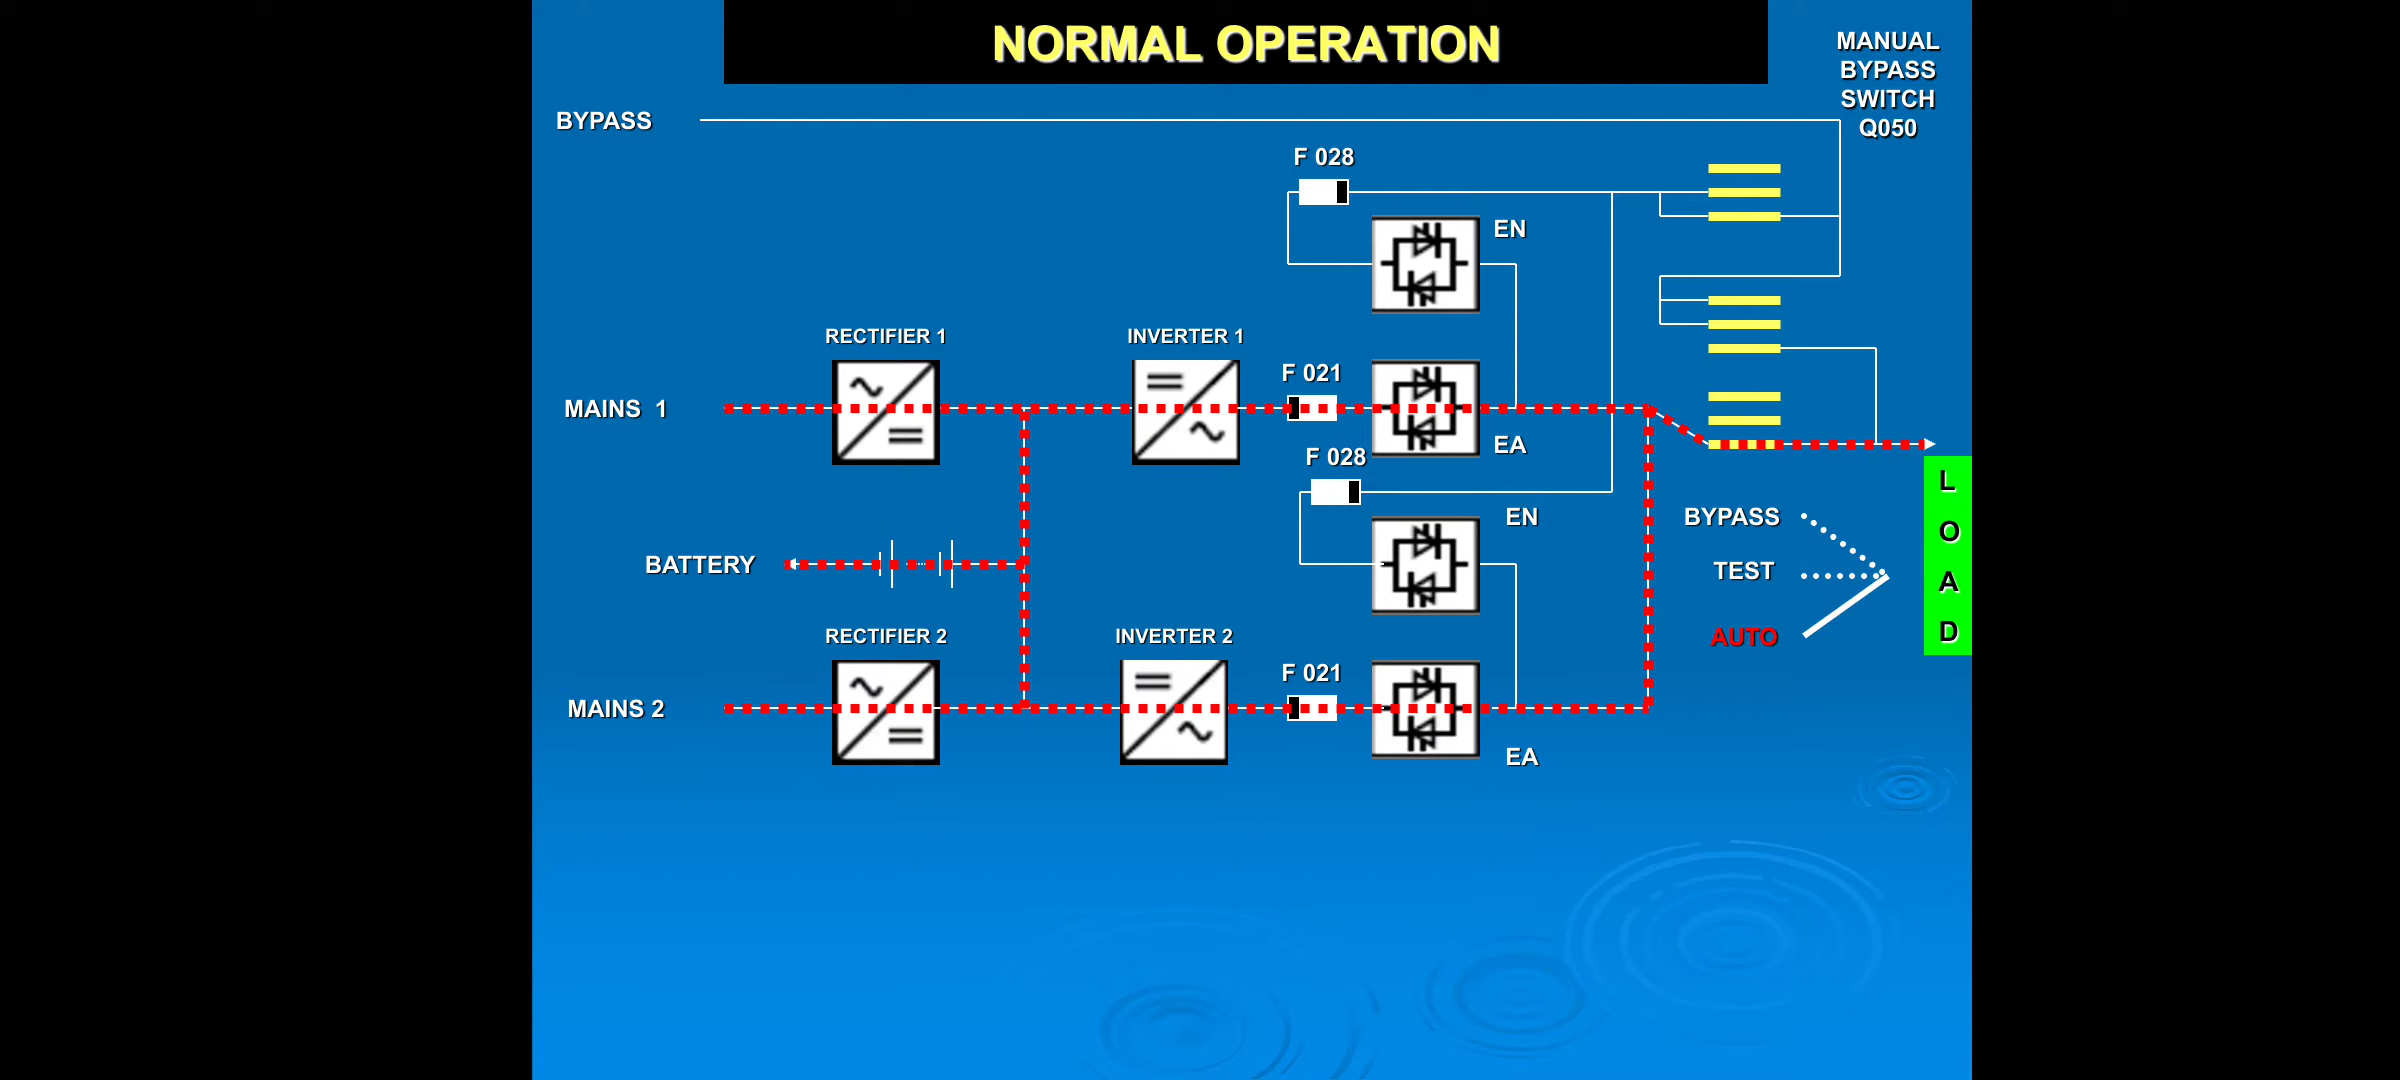 NORMAL OPERATION
MANUAL
BYPASS
SWITCH
Q050
BYPASS
F 028
EN
RECTIFIER 1
INVERTER 1
F 021
MAINS  1
EA
F 028
L
O
A
D
EN
BYPASS
BATTERY
TEST
RECTIFIER 2
INVERTER 2
AUTO
F 021
MAINS 2
EA